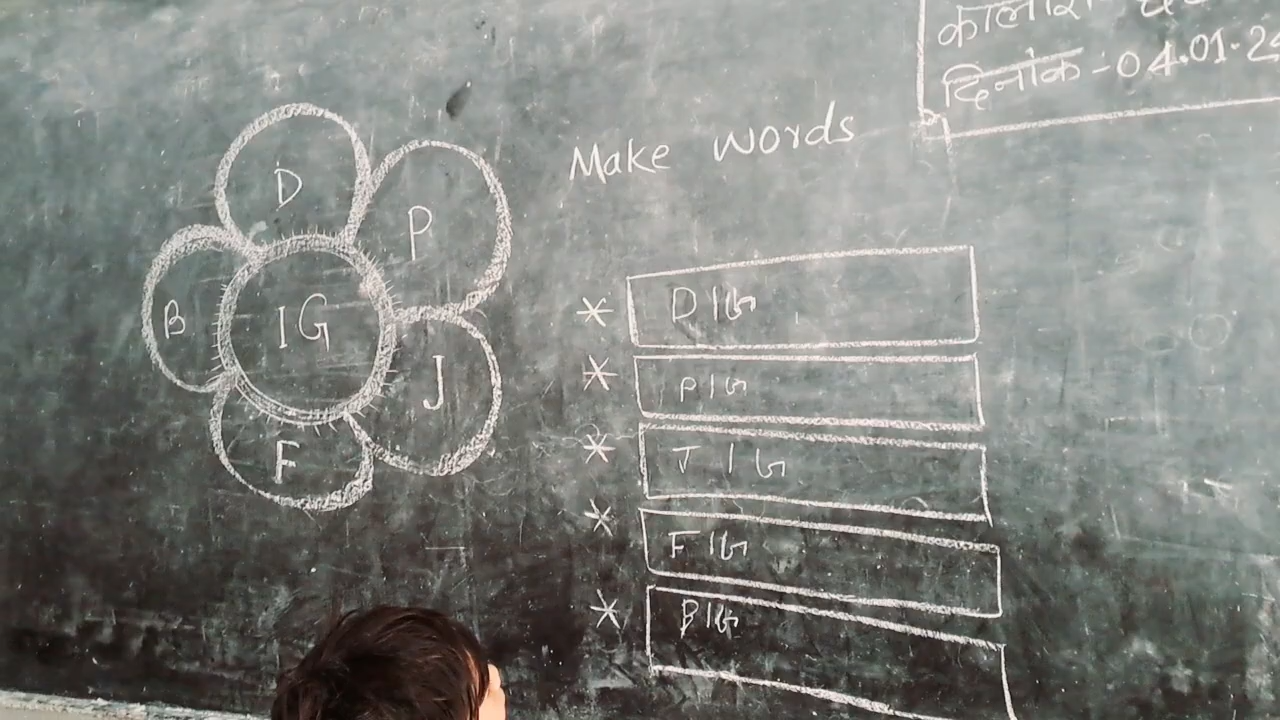 दिनांक - 04.01.24
Make words
D
P
B
IG
J
F
* DIG
* PIG
* JIG
* FIG
* BIG